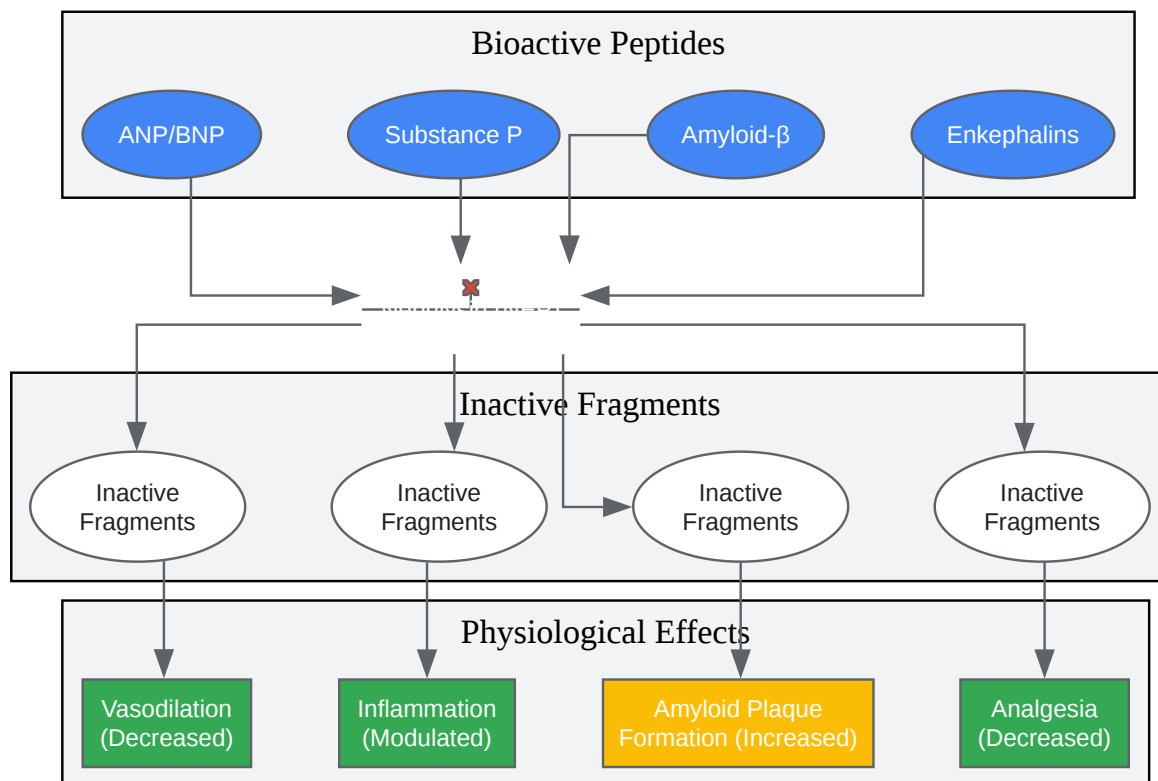 Bioactive Peptides
ANP/BNP
Substance P
Amyloid-β
Enkephalins
Inactive Fragments
Inactive
Fragments
Inactive
Fragments
Inactive
Fragments
Inactive
Fragments
Physiological Effects
Vasodilation
(Decreased)
Inflammation
(Modulated)
Amyloid Plaque
Formation (Increased)
Analgesia
(Decreased)